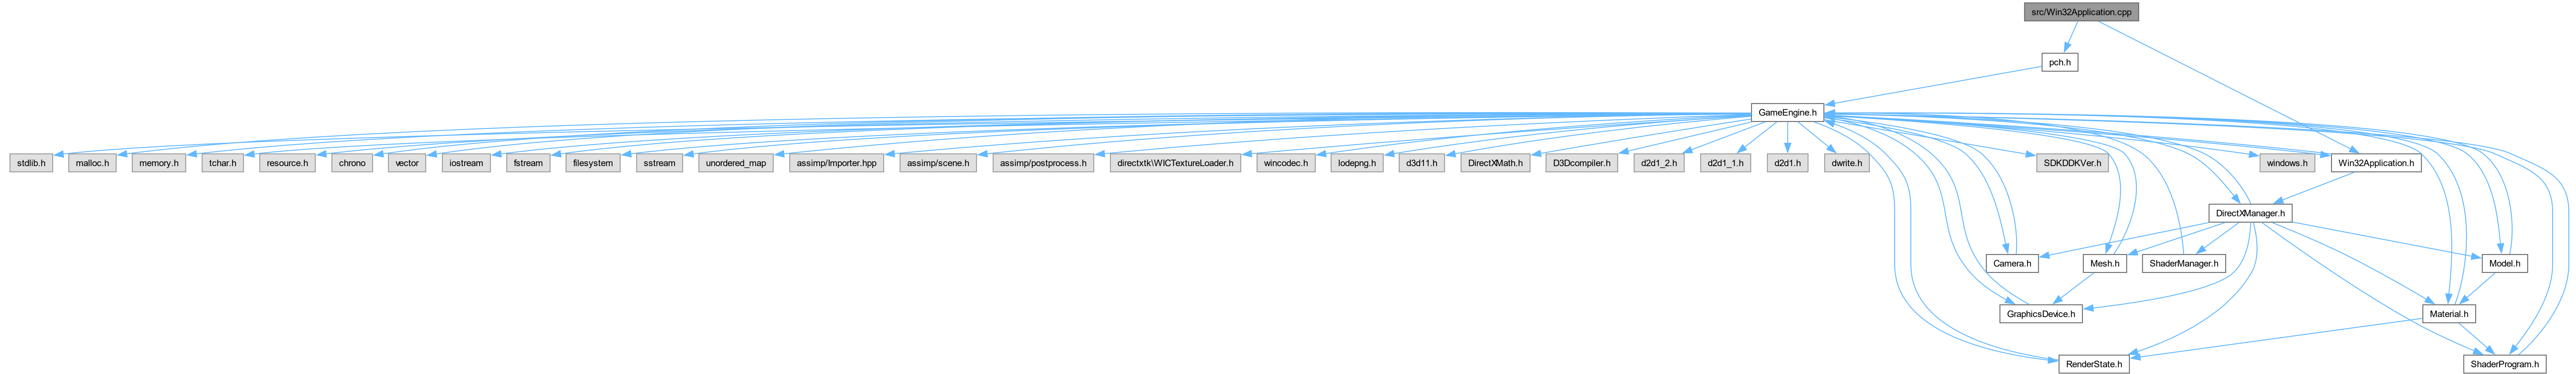 src/Win32Application.cpp
pch.h
GameEngine.h
stdlib.h
malloc.h
memory.h
tchar.h
resource.h
chrono
vector
iostream
fstream
filesystem
sstream
unordered_map
assimp/Importer.hpp
assimp/scene.h
assimp/postprocess.h
directxtk\WICTextureLoader.h
wincodec.h
lodepng.h
d3d11.h
DirectXMath.h
D3Dcompiler.h
d2d1_2.h
d2d1_1.h
d2d1.h
dwrite.h
SDKDDKVer.h
windows.h
Win32Application.h
DirectXManager.h
Camera.h
Mesh.h
ShaderManager.h
Model.h
GraphicsDevice.h
Material.h
RenderState.h
ShaderProgram.h